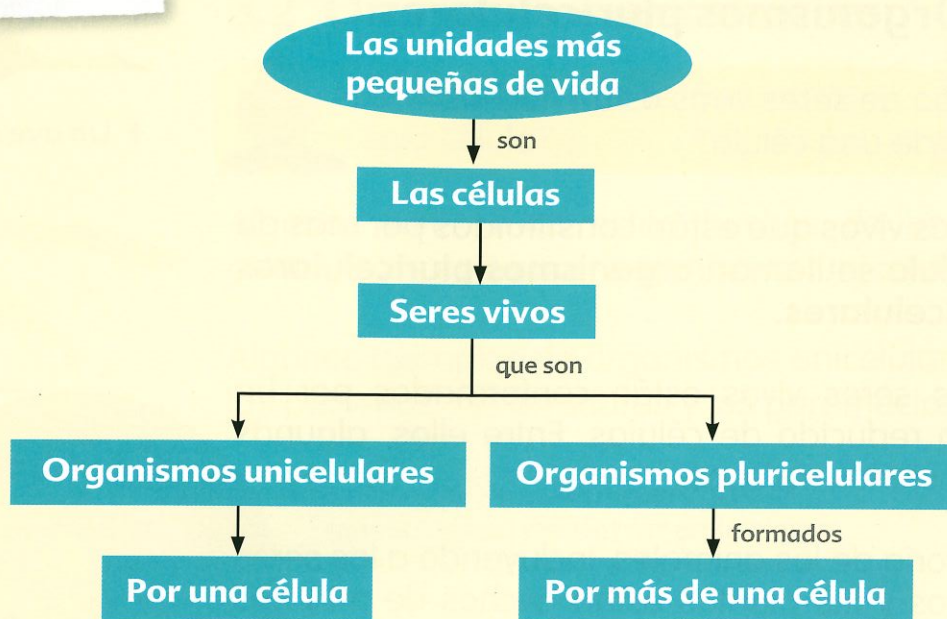 Las unidades más
pequeñas de vida
son
Las células
Seres vivos
que son
Organismos unicelulares
Organismos pluricelulares
formados
Por una célula
Por más de una célula